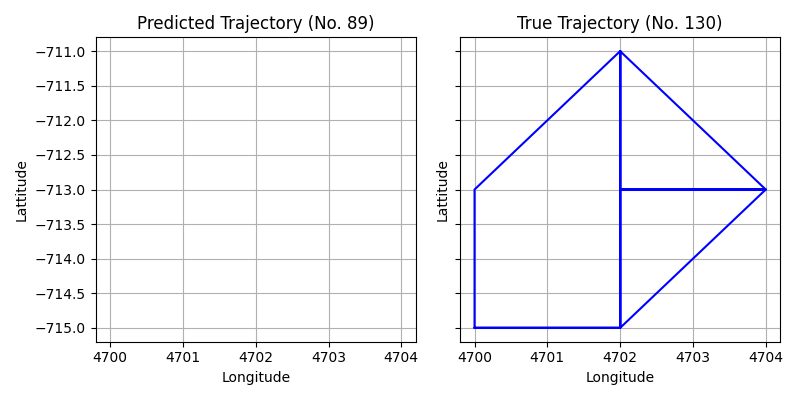 Predicted Trajectory (No. 89)
True Trajectory (No. 130)
−711.0
−711.5
−712.0
−712.5
−713.0
−713.5
−714.0
−714.5
−715.0
Lattitude
Lattitude
4700 4701 4702 4703 4704
4700 4701 4702 4703 4704
Longitude
Longitude